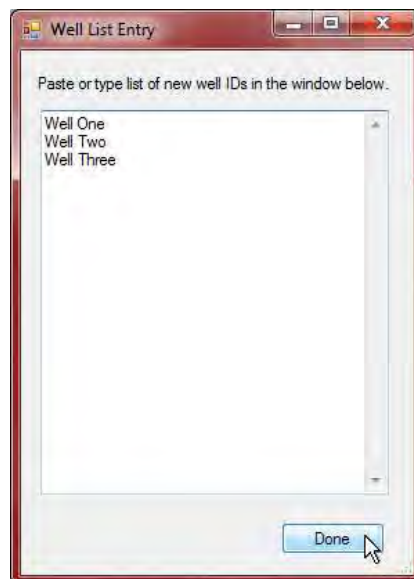 Well List Entry
Paste or type list of new well IDs in the window below.
Well One
Well Two
Well Three
Done